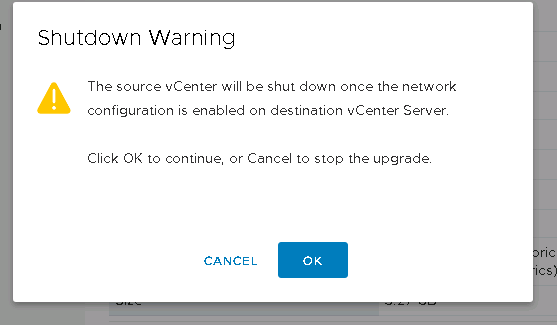 Shutdown Warning
The source vCenter will be shut down once the network
configuration is enabled on destination vCenter Server.
Click OK to continue, or Cancel to stop the upgrade.
CANCEL
OK